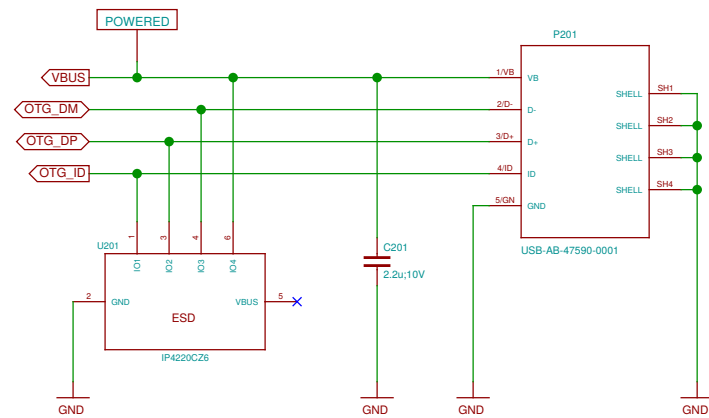 POWERED
P201
VBUS
1/VB
VB
SHELL
SH1
OTG_DM
2/D-
D-
SHELL
SH2
OTG_DP
3/D+
D+
SHELL
SH3
OTG_ID
4/ID
ID
SHELL
SH4
5/GN
GND
USB-AB-47590-0001
U201
1
3
4
6
IO1
IO2
IO3
IO4
C201
2.2u;10V
2
GND
VBUS
5
ESD
IP4220CZ6
GND
GND
GND
GND